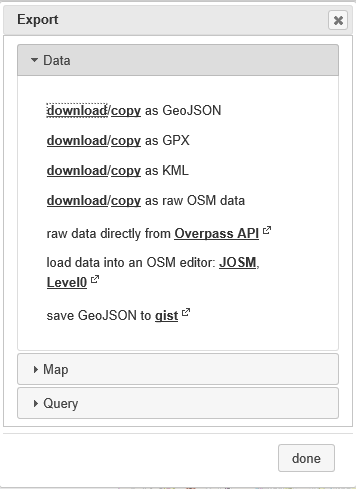 Export
Data
download/copy as GeoJSON
download/copy as GPX
download/copy as KML
download/copy as raw OSM data
raw data directly from Overpass API
load data into an OSM editor: JOSM,
Level0
save GeoJSON to gist
Map
Query
done